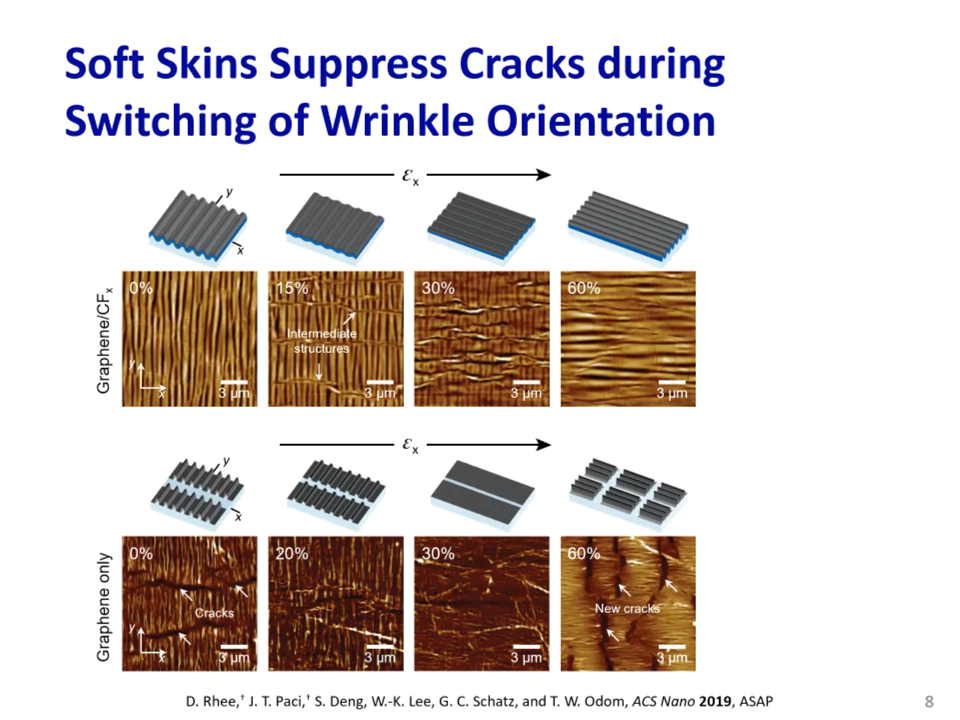 Soft Skins Suppress Cracks during
Switching of Wrinkle Orientation
εx
y
x
Graphene/CFx
0%
15%
30%
60%
Intermediate
structures
y
x
3 μm
3 μm
3 μm
3 μm
εx
y
x
Graphene only
0%
20%
30%
60%
Cracks
New cracks
y
x
3 μm
3 μm
3 μm
3 μm
D. Rhee,† J. T. Paci,† S. Deng, W.-K. Lee, G. C. Schatz, and T. W. Odom, ACS Nano 2019, ASAP
8